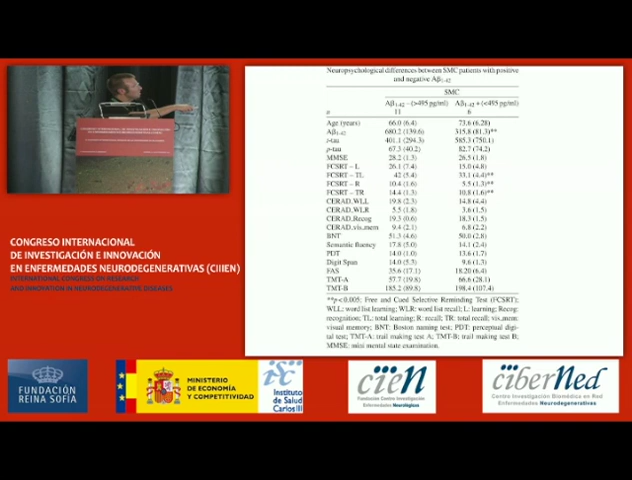 Neuropsychological differences between SMC patients with positive
and negative Aβ1-42
SMC
Aβ1-42 − (>495 pg/ml) Aβ1-42 + (<495 pg/ml)
n 11 6
Age (years) 66.0 (6.4) 73.6 (6.28)
Aβ1-42 680.2 (139.6) 315.8 (81.3)**
t-tau 401.1 (294.3) 585.3 (750.1)
p-tau 67.3 (40.2) 82.7 (74.2)
MMSE 28.2 (1.3) 26.5 (1.8)
FCSRT – L 26.1 (7.4) 15.0 (4.8)
FCSRT – TL 42 (5.4) 33.1 (4.4)**
FCSRT – R 10.4 (1.6) 5.5 (1.3)**
FCSRT – TR 14.4 (1.3) 10.8 (1.6)**
CERAD.WLL 19.8 (2.3) 14.8 (4.4)
CERAD.WLR 5.5 (1.8) 3.6 (1.5)
CERAD.Recog 19.3 (0.6) 18.3 (1.5)
CERAD.vis.mem 9.4 (2.1) 6.8 (2.2)
BNT 51.3 (4.6) 50.0 (2.8)
Semantic fluency 17.8 (5.0) 14.1 (2.4)
PDT 14.0 (1.0) 13.6 (1.7)
Digit Span 14.0 (5.3) 9.6 (1.3)
FAS 35.6 (17.1) 18.20 (6.4)
TMT-A 57.7 (19.8) 66.6 (28.1)
TMT-B 185.2 (89.8) 198.4 (107.4)
**p < 0.005; Free and Cued Selective Reminding Test (FCSRT);
WLL: word list learning; WLR: word list recall; L: learning; Recog:
recognition; TL: total learning; R: recall; TR: total recall; vis.mem:
visual memory; BNT: Boston naming test; PDT: perceptual digi-
tal test; TMT-A: trail making test A; TMT-B: trail making test B;
MMSE: mini mental state examination.
CONGRESO INTERNACIONAL
DE INVESTIGACIÓN E INNOVACIÓN
EN ENFERMEDADES NEURODEGENERATIVAS (CIIIEN)
INTERNATIONAL CONGRESS ON RESEARCH
AND INNOVATION IN NEURODEGENERATIVE DISEASES
FUNDACIÓN
REINA SOFÍA
MINISTERIO
DE ECONOMÍA
Y COMPETITIVIDAD
Instituto
de Salud
Carlos III
cien
Fundación Centro Investigación
Enfermedades Neurológicas
ciberned
Centro Investigación Biomédica en Red
Enfermedades Neurodegenerativas